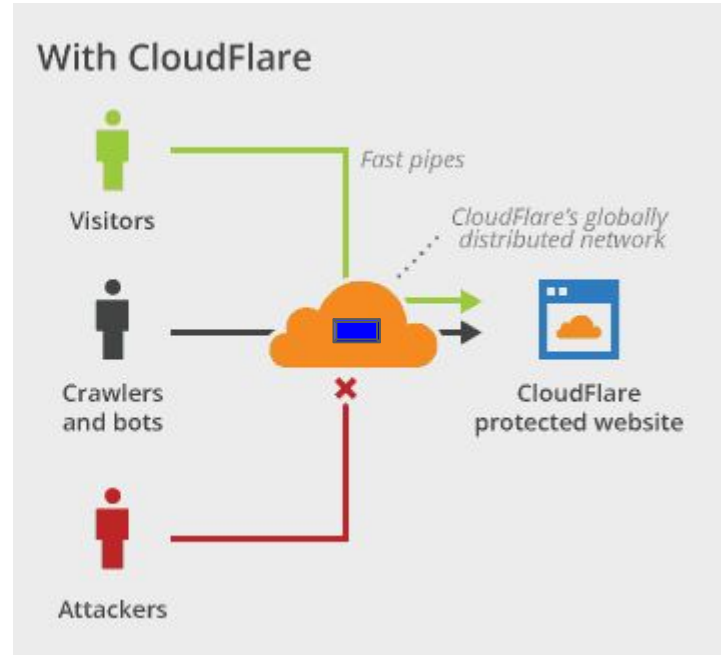 With CloudFlare
Fast pipes
Visitors
CloudFlare's globally
distributed network
Crawlers
and bots
CloudFlare
protected website
Attackers